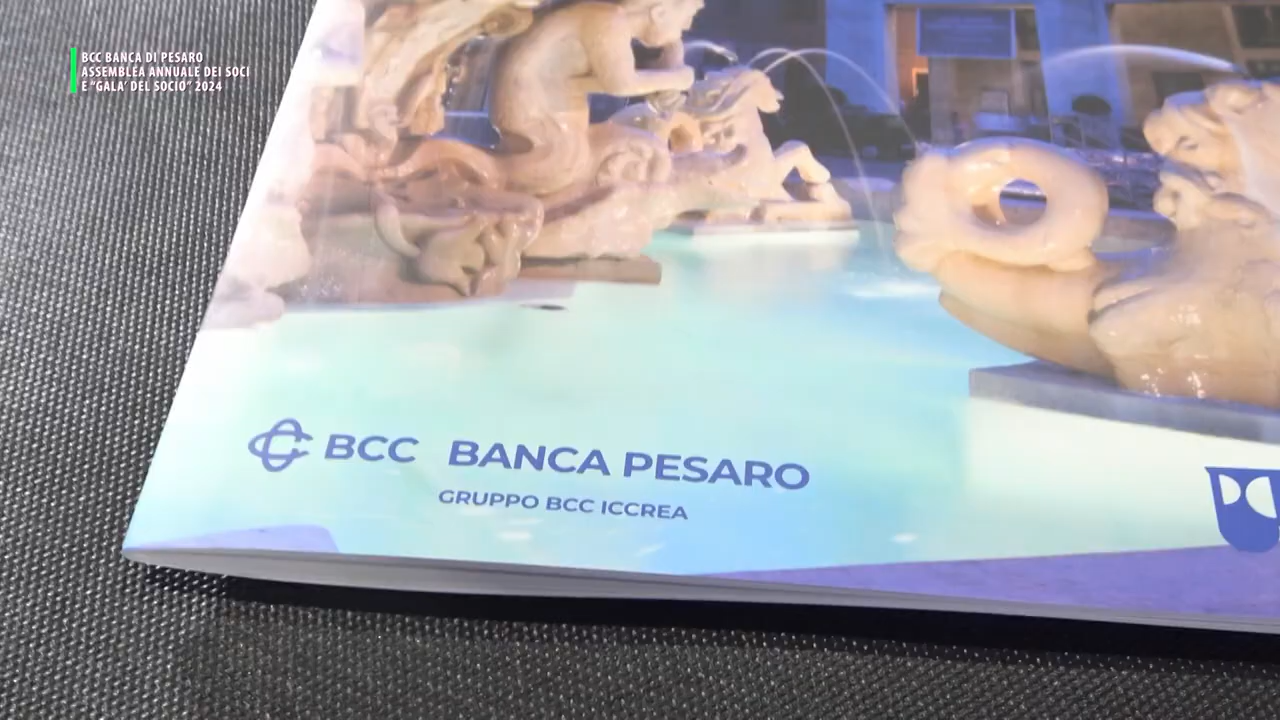 BCC BANCA DI PESARO
ASSEMBLEA ANNUALE DEI SOCI
E "GALA' DEL SOCIO" 2024
BCC BANCA PESARO
GRUPPO BCC ICCREA